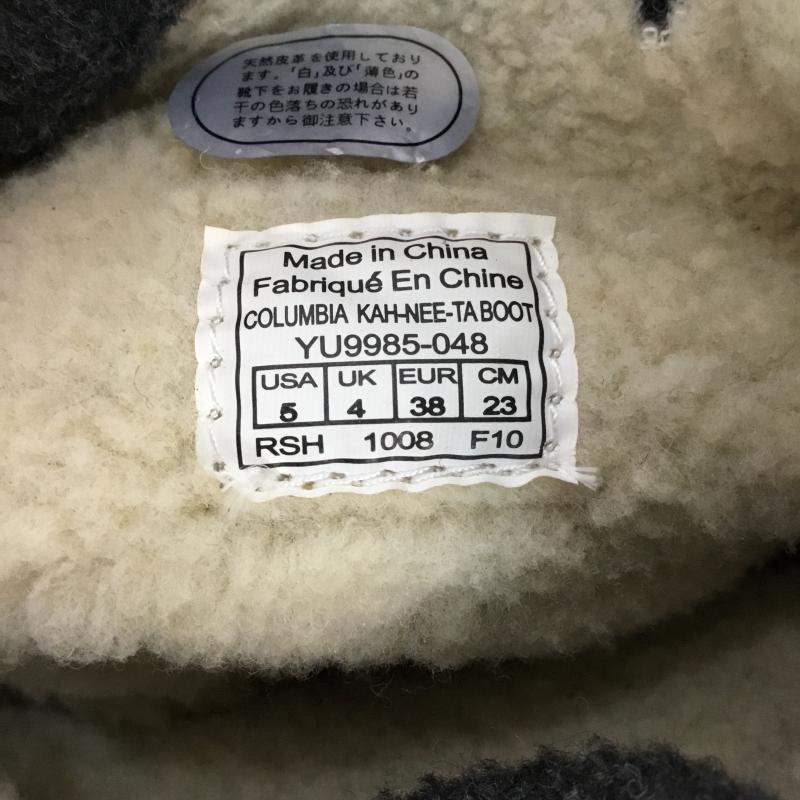 天然皮革を使用しており
ます。「白」及び「薄色」の
靴下をお履きの場合は若
干の色落ちの恐れがあり
ますから御注意下さい。
Made in China
Fabriqué En Chine
COLUMBIA KAH-NEE-TA BOOT
YU9985-048
USA UK EUR CM
5 4 38 23
RSH 1008 F10